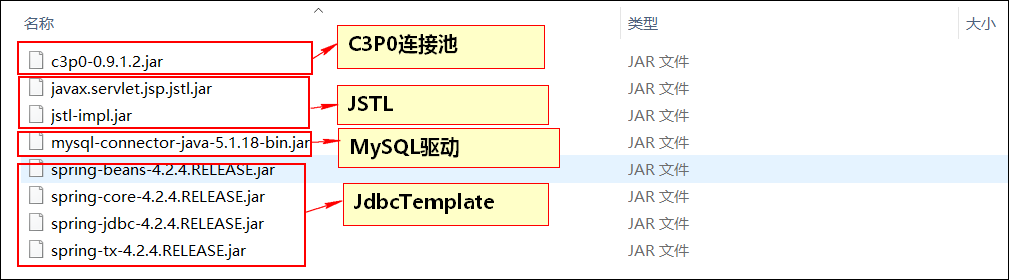 名称 类型 大小
c3p0-0.9.1.2.jar C3P0连接池 JAR 文件
javax.servlet.jsp.jstl.jar JAR 文件
jstl-impl.jar JSTL JAR 文件
mysql-connector-java-5.1.18-bin.jar MySQL驱动 JAR 文件
spring-beans-4.2.4.RELEASE.jar JAR 文件
spring-core-4.2.4.RELEASE.jar JdbcTemplate JAR 文件
spring-jdbc-4.2.4.RELEASE.jar JAR 文件
spring-tx-4.2.4.RELEASE.jar JAR 文件